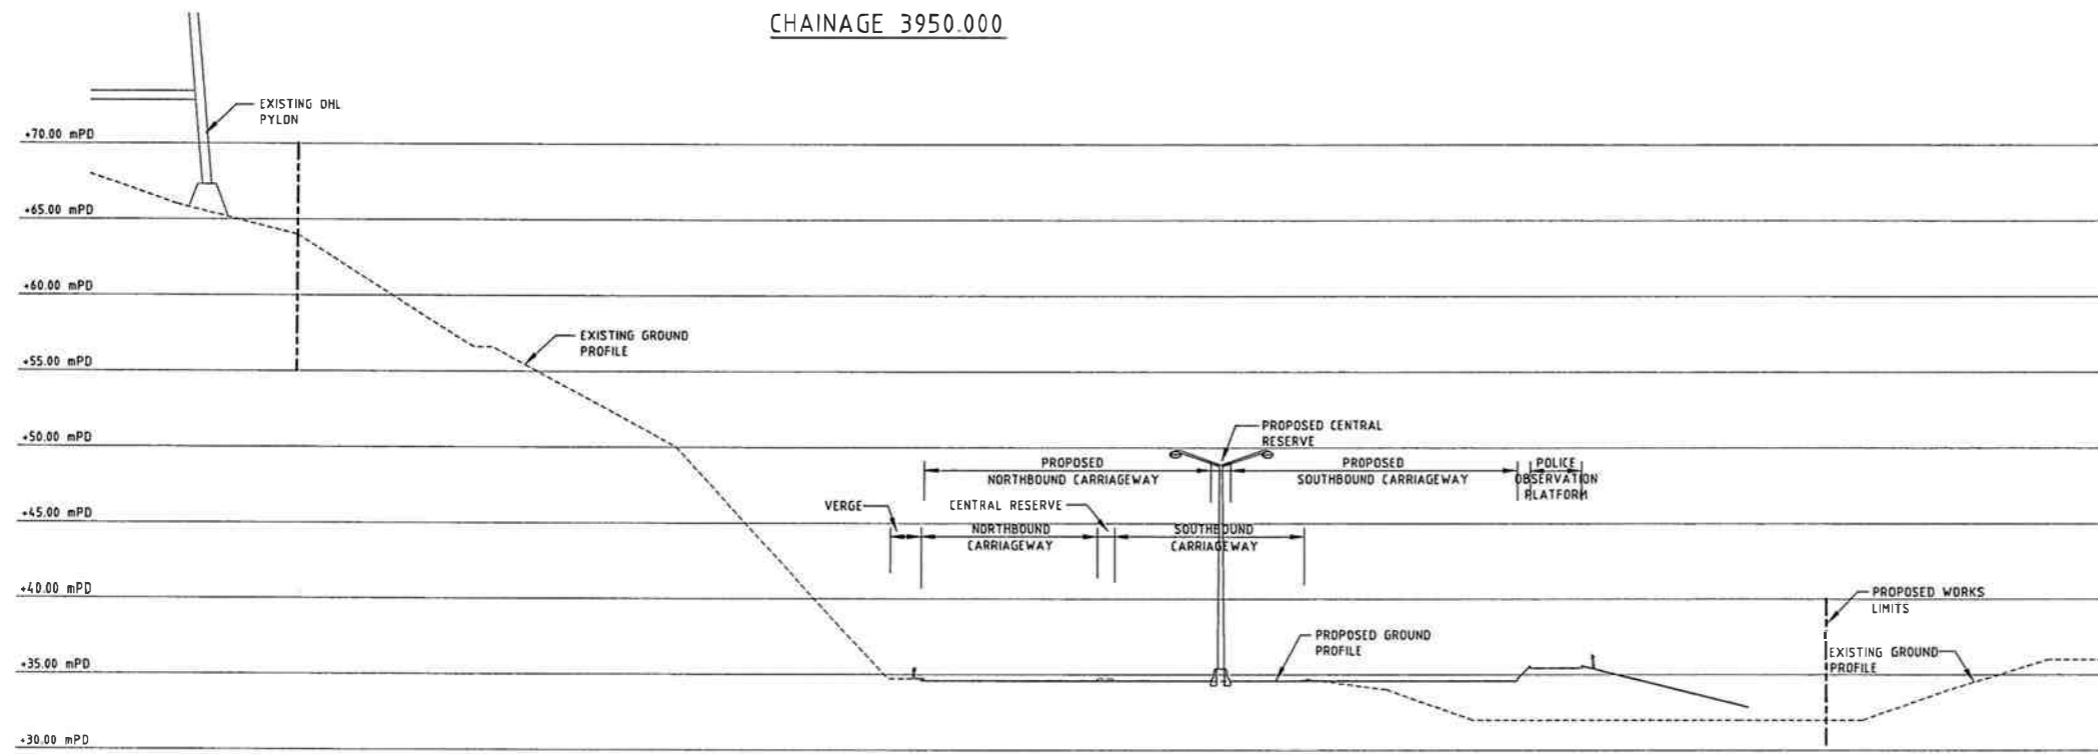 CHAINAGE 3950.000
EXISTING OHL
PYLON
+70.00 mPD
+65.00 mPD
+60.00 mPD
EXISTING GROUND
PROFILE
+55.00 mPD
+50.00 mPD
PROPOSED CENTRAL
RESERVE
PROPOSED
NORTHBOUND CARRIAGEWAY
PROPOSED
SOUTHBOUND CARRIAGEWAY
POLICE
OBSERVATION
PLATFORM
VERGE
CENTRAL RESERVE
+45.00 mPD
NORTHBOUND
CARRIAGEWAY
SOUTHBOUND
CARRIAGEWAY
+40.00 mPD
PROPOSED WORKS
LIMITS
PROPOSED GROUND
PROFILE
EXISTING GROUND
PROFILE
+35.00 mPD
+30.00 mPD